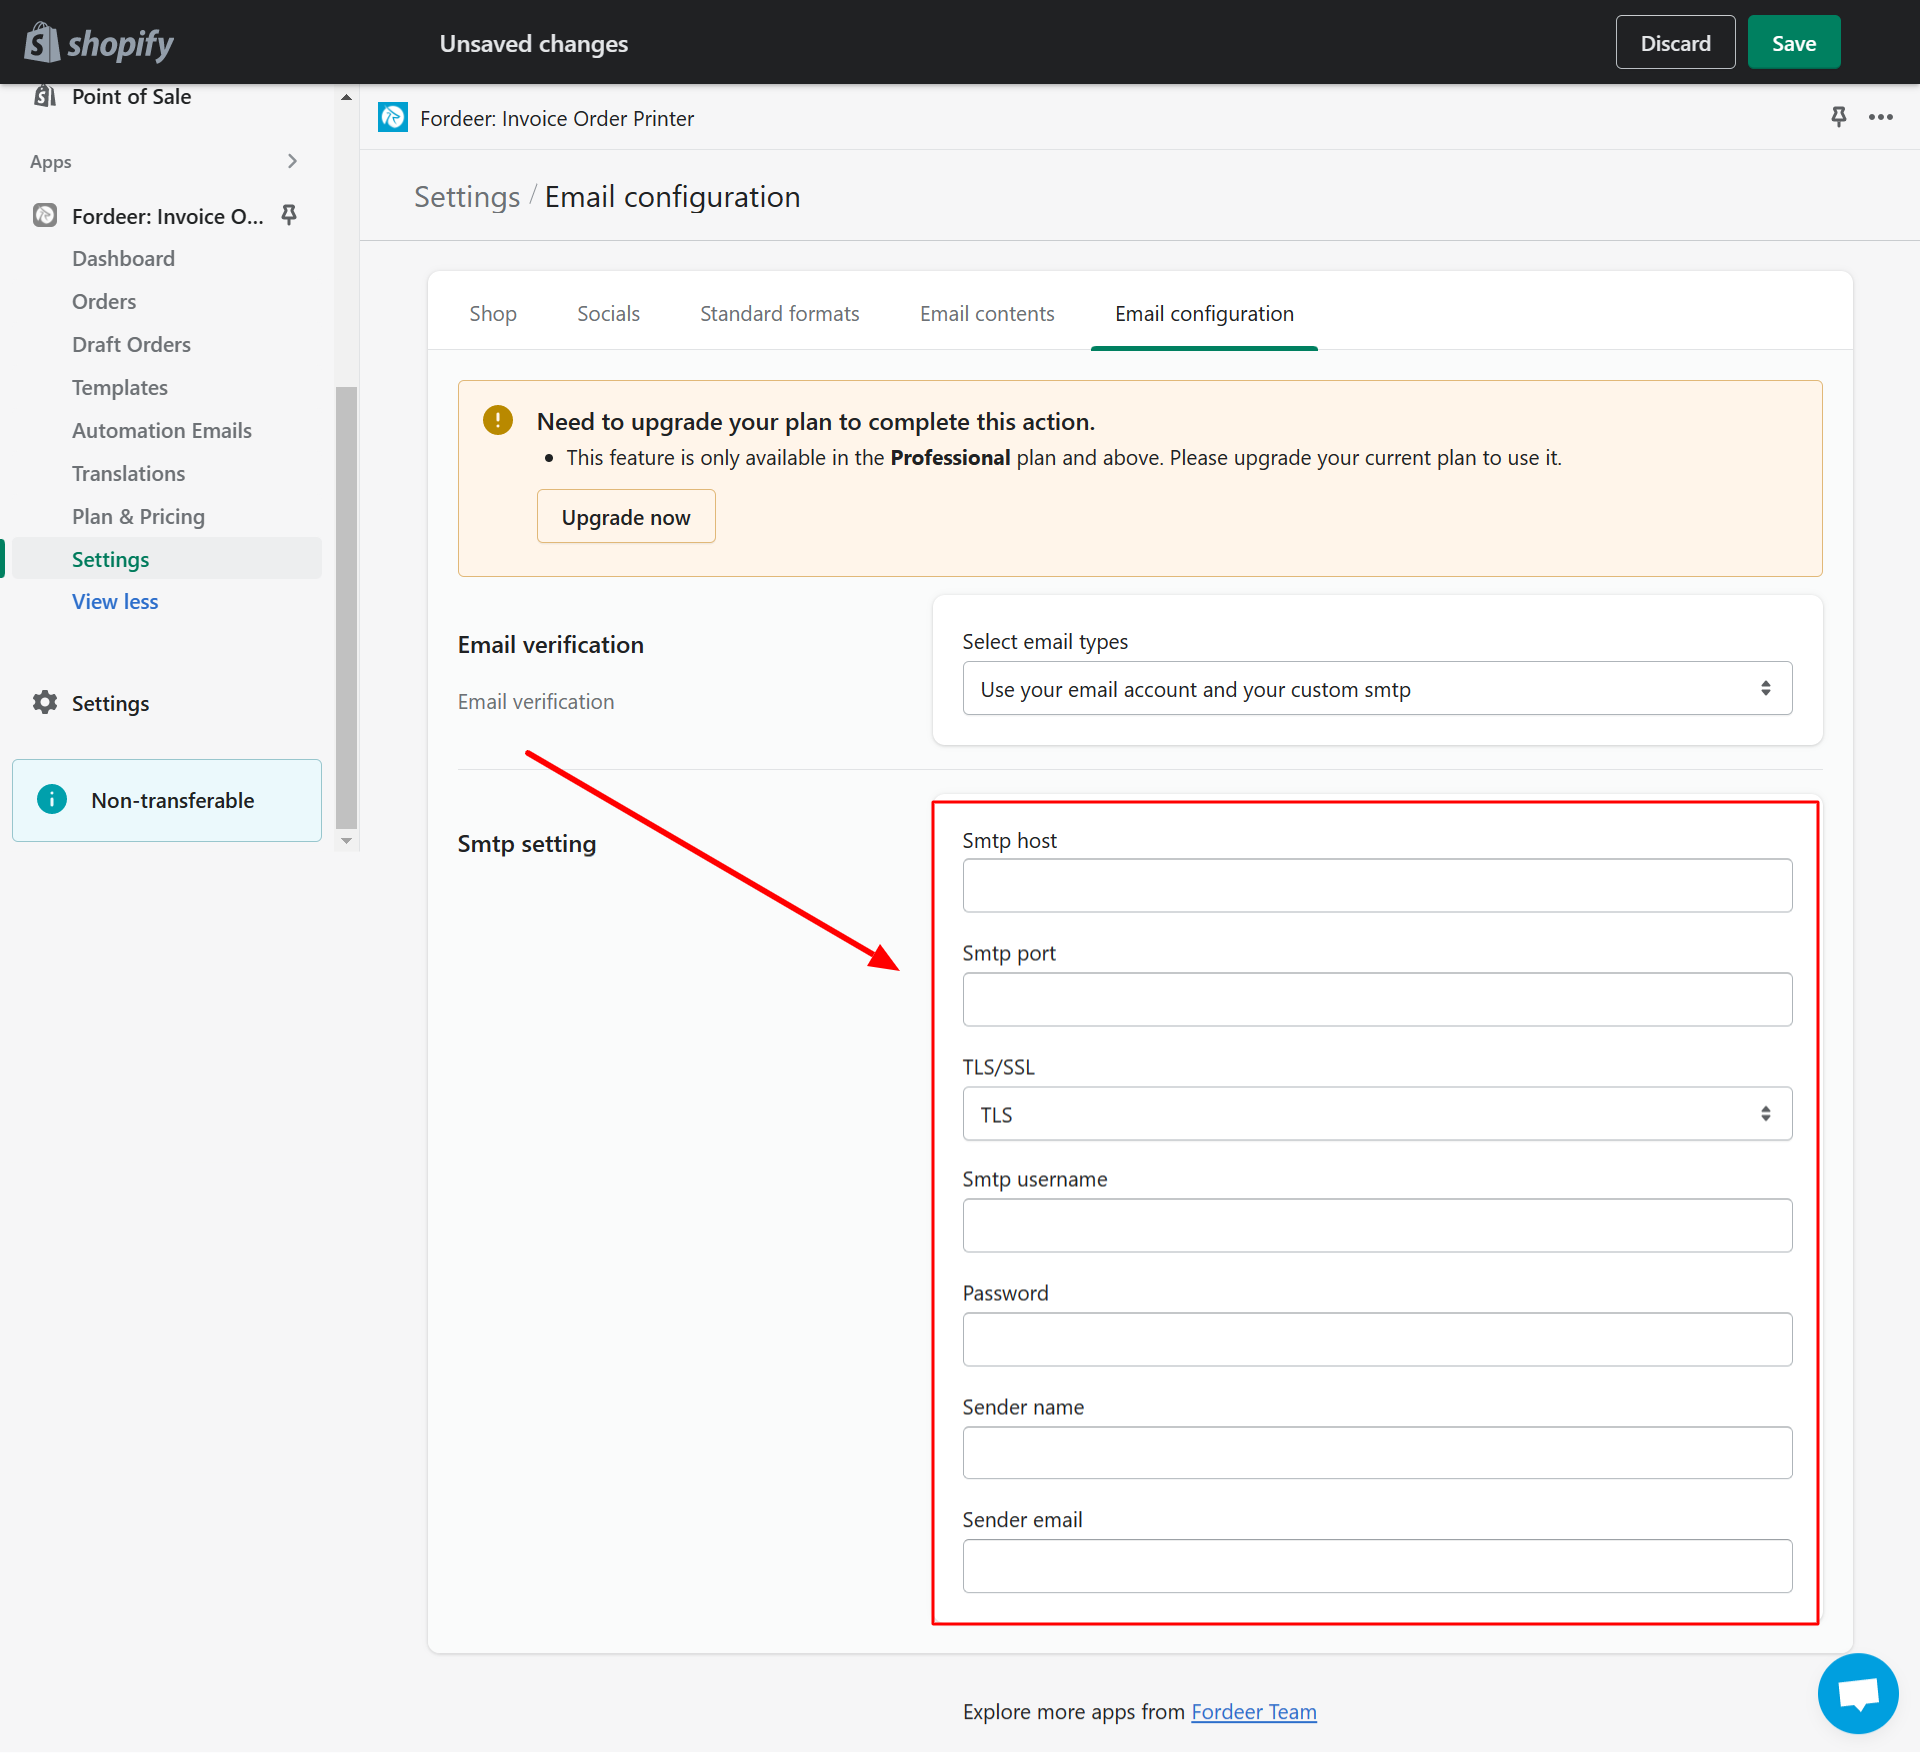 shopify
Unsaved changes
Discard
Save
Point of Sale
Apps
Fordeer: Invoice O...
Dashboard
Orders
Draft Orders
Templates
Automation Emails
Translations
Plan & Pricing
Settings
View less
Settings
Non-transferable
Fordeer: Invoice Order Printer
Settings / Email configuration
Shop
Socials
Standard formats
Email contents
Email configuration
Need to upgrade your plan to complete this action.
• This feature is only available in the Professional plan and above. Please upgrade your current plan to use it.
Upgrade now
Email verification
Email verification
Select email types
Use your email account and your custom smtp
Smtp setting
Smtp host
Smtp port
TLS/SSL
TLS
Smtp username
Password
Sender name
Sender email
Explore more apps from Fordeer Team